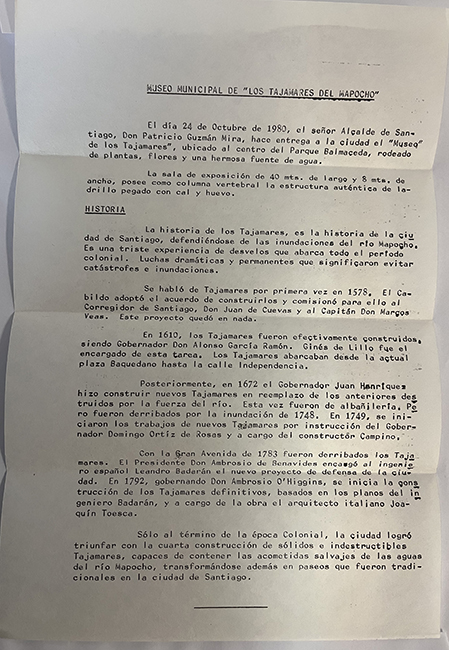 MUSEO MUNICIPAL DE "LOS TAJAMARES DEL MAPOCHO"
El día 24 de Octubre de 1980, el señor Alçalde de San-
tiago, Don Patricio Guzmán Mira, hace entrega a la ciudad el "Museo
de los Tajamares", ubicado al centro del Parque Balmaceda, rodeado
de plantas, flores y una hermosa fuente de agua.
La sala de exposición de 40 mts. de largo y 8 mts. de
ancho, posee como columna vertebral la estructura auténtica de la-
drillo pegado con cal y huevo.
HISTORIA
La historia de los Tajamares, es la historia de la ciu
dad de Santiago, defendiéndose de las inundaciones del río Mapocho.
Es una triste experiencia de desvelos que abarca todo el período
colonial. Luchas dramáticas y permanentes que significaron evitar
catástrofes e inundaciones.
Se habló de Tajamares por primera vez en 1578. El Ca-
bildo adoptó el acuerdo de construirlos y comisionó para ello al
Corregidor de Santiago, Don Juan de Cuevas y al Capitán Don Margos
Veas. Este proyecto quedó en nada.
En 1610, los Tajamares fueron efectivamente construídos,
siendo Gobernador Don Alonso García Ramón. Ginés de Lillo fue el
encargado de esta tarea. Los Tajamares abarcaban desde la actual
plaza Baquedano hasta la calle Independencia.
Posteriormente, en 1672 el Gobernador Juan Henríques
hizo construir nuevos Tajamares en reemplazo de los anteriores des
truidos por la fuerza del río. Esta vez fueron de albañilería. Pe
ro fueron derribados por la inundación de 1748. En 1749, se ini-
ciaron los trabajos de nuevos Tajamares por instrucción del Gober-
nador Domingo Ortiz de Rosas y a cargo del constructor Campino.
Con la Gran Avenida de 1783 fueron derribados los Taja
mares. El Presidente Don Ambrosio de Benavides encargó al ingenie
ro español Leandro Badarán el nuevo proyecto de defensa de la ciu-
dad. En 1792, gobernando Don Ambrosio O'Higgins, se inicia la cons
trucción de los Tajamares definitivos, basados en los planos del in
geniero Badarán, y a cargo de la obra el arquitecto italiano Joa-
quín Toesca.
Sólo al término de la época Colonial, la ciudad logró
triunfar con la cuarta construcción de sólidos e indestructibles
Tajamares, capaces de contener las acometidas salvajes de las aguas
del río Mapocho, transformándose además en paseos que fueron tradi-
cionales en la ciudad de Santiago.